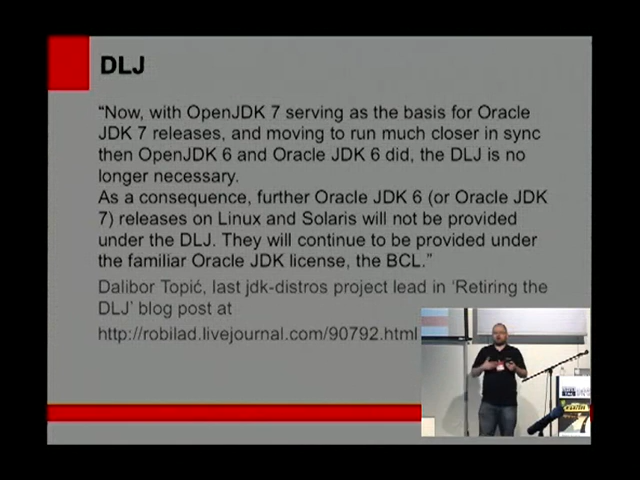 DLJ
“Now, with OpenJDK 7 serving as the basis for Oracle
JDK 7 releases, and moving to run much closer in sync
then OpenJDK 6 and Oracle JDK 6 did, the DLJ is no
longer necessary.
As a consequence, further Oracle JDK 6 (or Oracle JDK
7) releases on Linux and Solaris will not be provided
under the DLJ. They will continue to be provided under
the familiar Oracle JDK license, the BCL.”
Dalibor Topić, last jdk-distros project lead in ‘Retiring the
DLJ’ blog post at
http://robilad.livejournal.com/90792.html